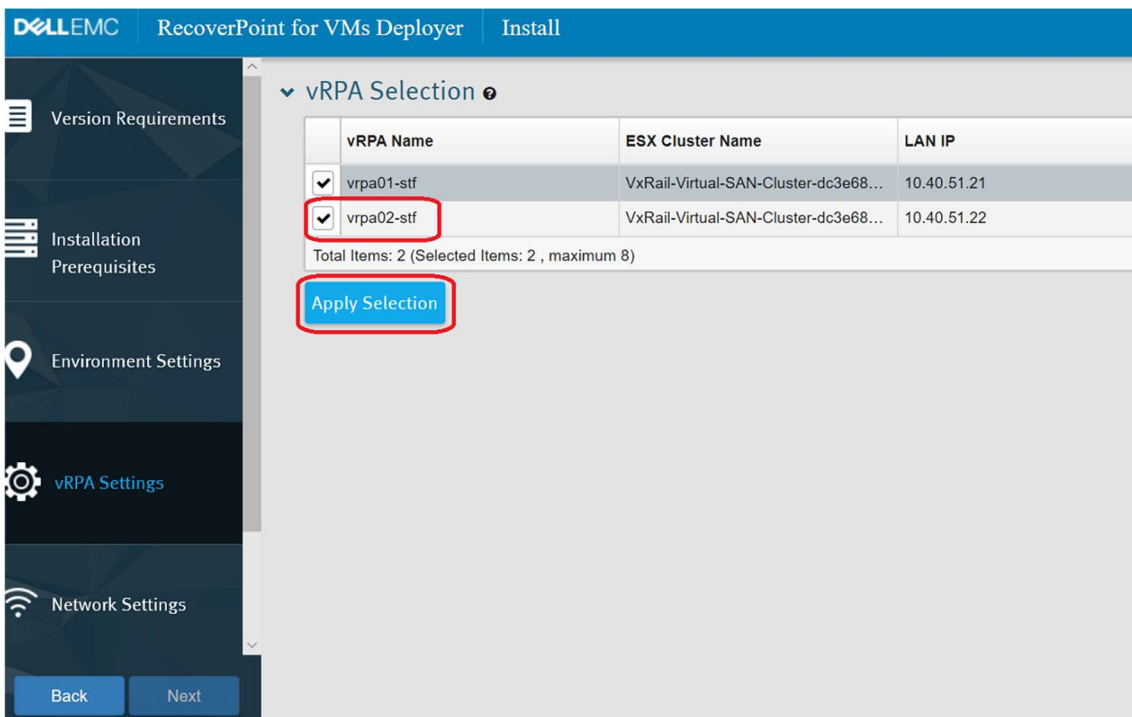 DELLEMC RecoverPoint for VMs Deployer Install
Version Requirements
Installation
Prerequisites
Environment Settings
vRPA Settings
Network Settings
Back Next
vRPA Selection
vRPA Name ESX Cluster Name LAN IP
vrpa01-stf VxRail-Virtual-SAN-Cluster-dc3e68... 10.40.51.21
vrpa02-stf VxRail-Virtual-SAN-Cluster-dc3e68... 10.40.51.22
Total Items: 2 (Selected Items: 2 , maximum 8)
Apply Selection